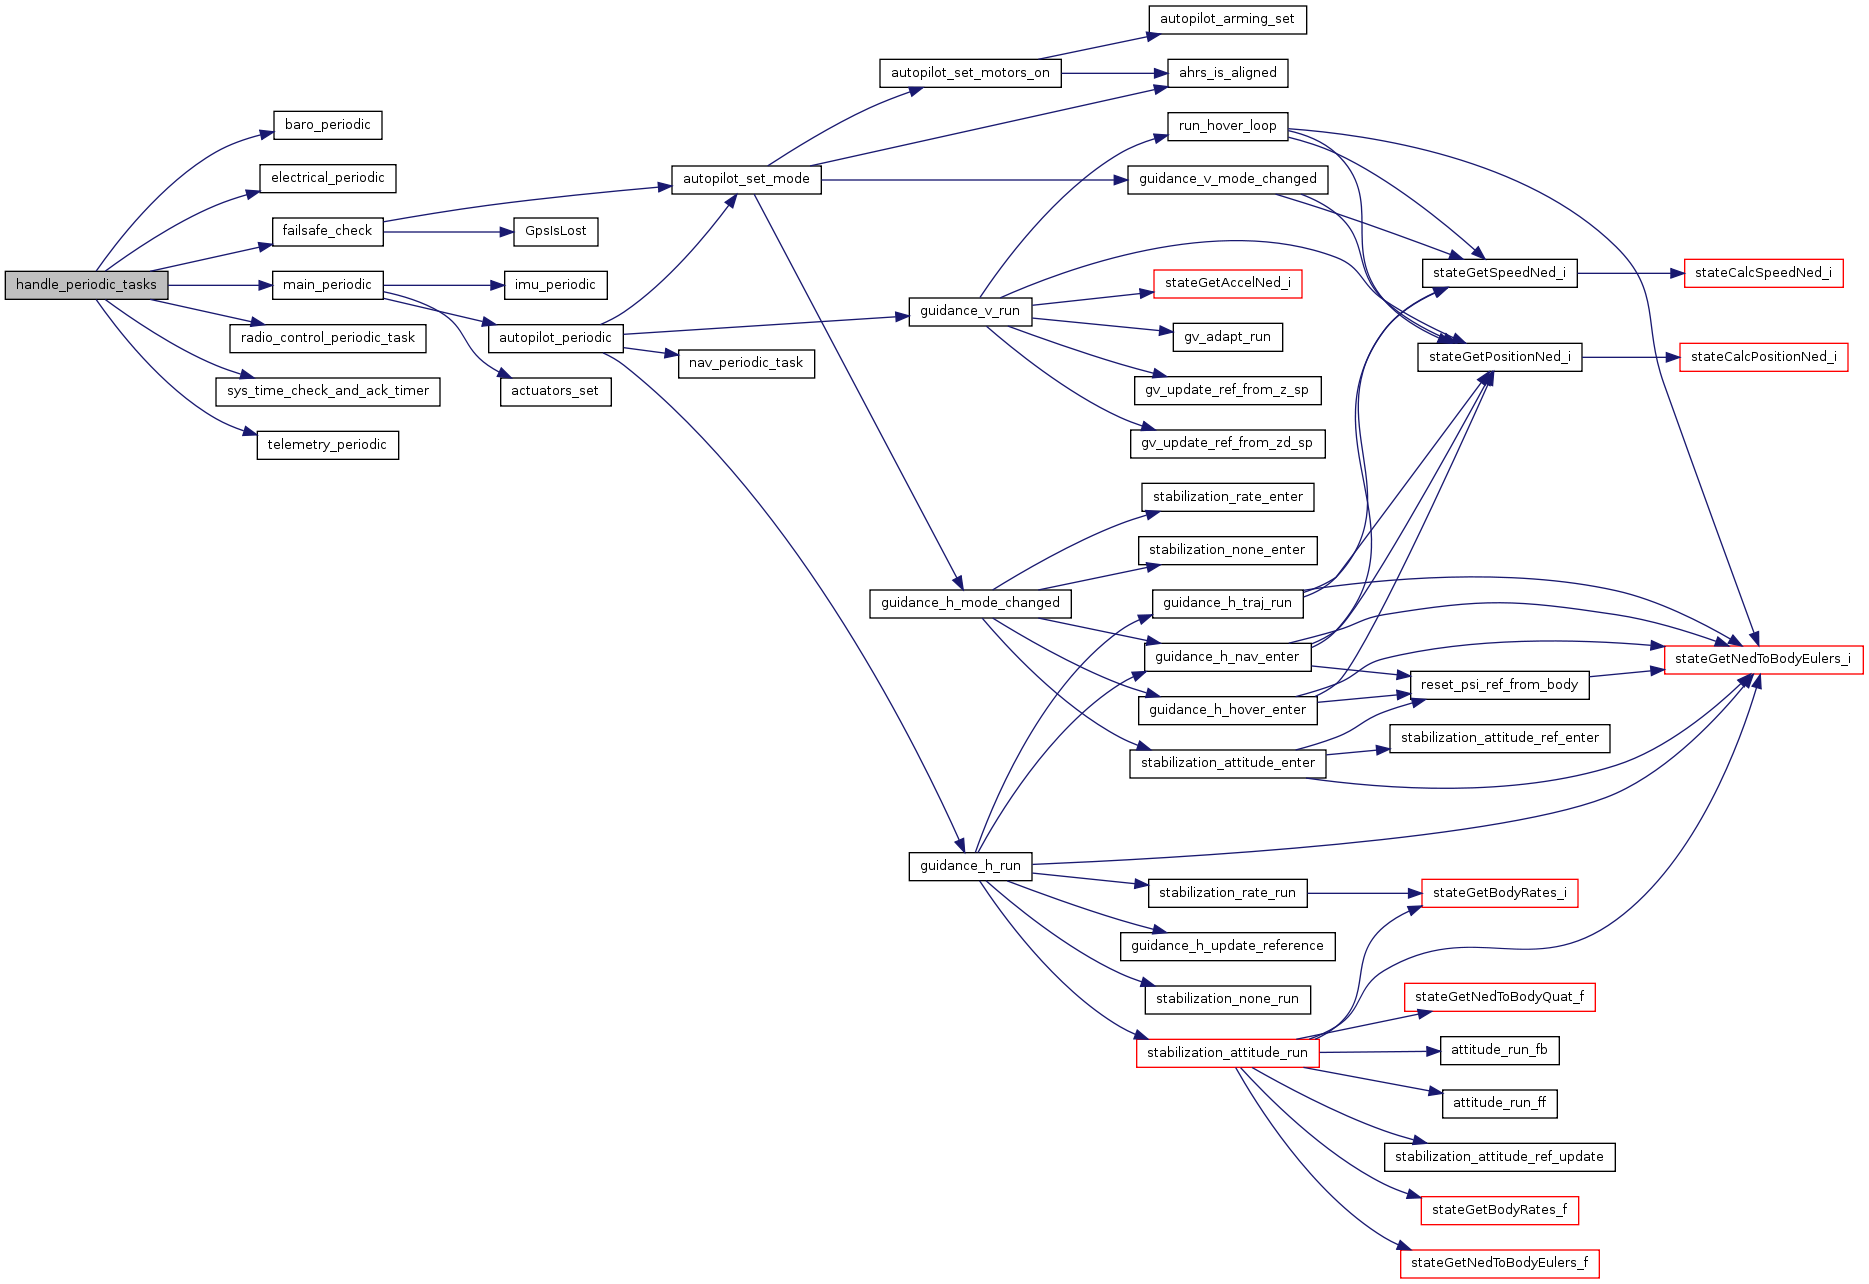 handle_periodic_tasks
baro_periodic
electrical_periodic
failsafe_check
main_periodic
radio_control_periodic_task
sys_time_check_and_ack_timer
telemetry_periodic
GpsIsLost
imu_periodic
autopilot_periodic
actuators_set
autopilot_set_mode
nav_periodic_task
autopilot_set_motors_on
guidance_v_run
guidance_h_mode_changed
guidance_h_run
autopilot_arming_set
ahrs_is_aligned
run_hover_loop
guidance_v_mode_changed
stateGetAccelNed_i
gv_adapt_run
gv_update_ref_from_z_sp
gv_update_ref_from_zd_sp
stabilization_rate_enter
stabilization_none_enter
guidance_h_traj_run
guidance_h_nav_enter
guidance_h_hover_enter
stabilization_attitude_enter
stabilization_rate_run
guidance_h_update_reference
stabilization_none_run
stabilization_attitude_run
stateGetSpeedNed_i
stateGetPositionNed_i
reset_psi_ref_from_body
stabilization_attitude_ref_enter
stateGetBodyRates_i
stateGetNedToBodyQuat_f
attitude_run_fb
attitude_run_ff
stabilization_attitude_ref_update
stateGetBodyRates_f
stateGetNedToBodyEulers_f
stateCalcSpeedNed_i
stateCalcPositionNed_i
stateGetNedToBodyEulers_i